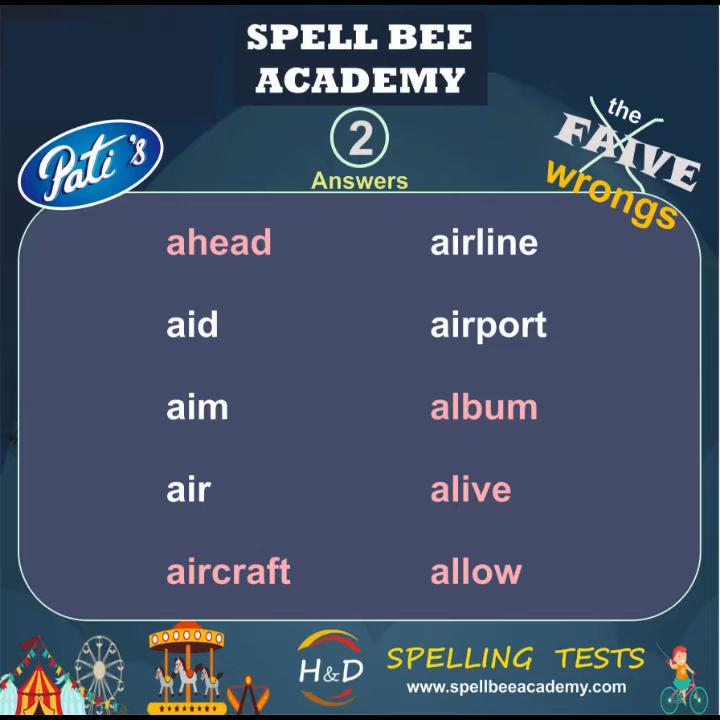 SPELL BEE
ACADEMY
2
Answers
Pati's
the
FAIVE
wrongs
ahead
aid
aim
air
aircraft
airline
airport
album
alive
allow
H&D
SPELLING TESTS
www.spellbeeacademy.com